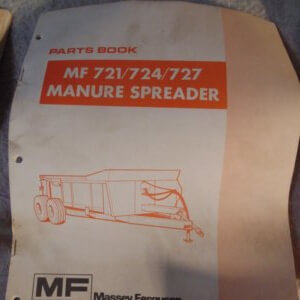 PARTS BOOK
MF 721/724/727
MANURE SPREADER
MF
Massey Ferguson